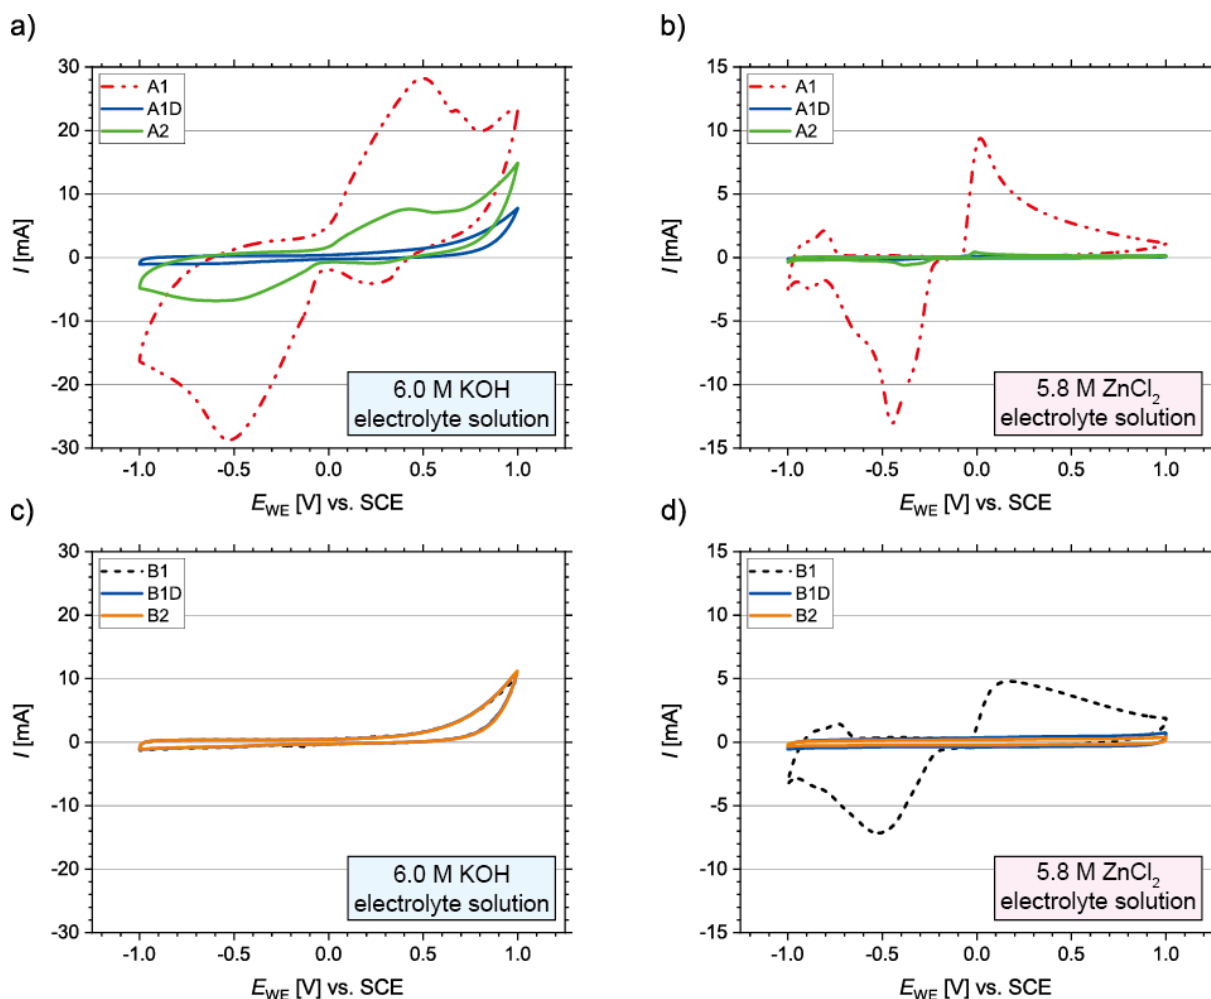 a)
30
20
10
0
-10
-20
-30
I [mA]
A1
A1D
A2
6.0 M KOH
electrolyte solution
-1.0 -0.5 0.0 0.5 1.0
E_WE [V] vs. SCE
b)
15
10
5
0
-5
-10
-15
I [mA]
A1
A1D
A2
5.8 M ZnCl₂
electrolyte solution
-1.0 -0.5 0.0 0.5 1.0
E_WE [V] vs. SCE
c)
30
20
10
0
-10
-20
-30
I [mA]
B1
B1D
B2
6.0 M KOH
electrolyte solution
-1.0 -0.5 0.0 0.5 1.0
E_WE [V] vs. SCE
d)
15
10
5
0
-5
-10
-15
I [mA]
B1
B1D
B2
5.8 M ZnCl₂
electrolyte solution
-1.0 -0.5 0.0 0.5 1.0
E_WE [V] vs. SCE